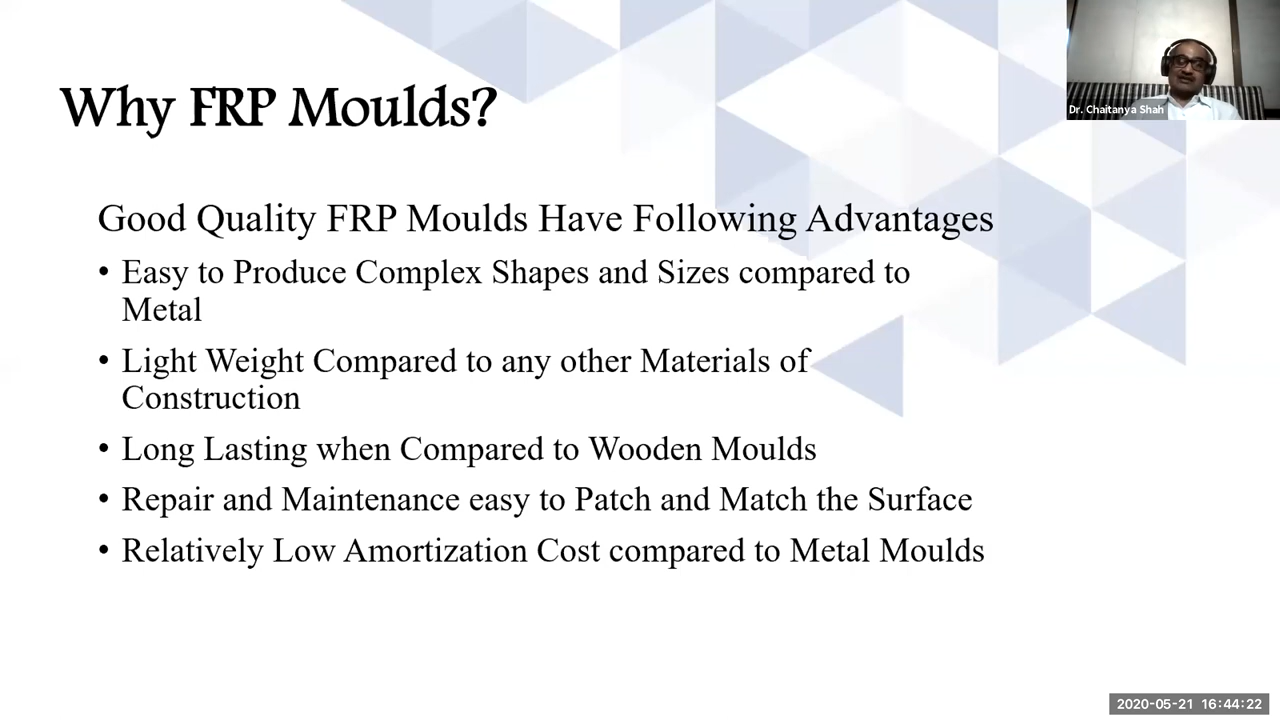 Why FRP Moulds?
Dr. Chaitanya Shah
Good Quality FRP Moulds Have Following Advantages
• Easy to Produce Complex Shapes and Sizes compared to
Metal
• Light Weight Compared to any other Materials of
Construction
• Long Lasting when Compared to Wooden Moulds
• Repair and Maintenance easy to Patch and Match the Surface
• Relatively Low Amortization Cost compared to Metal Moulds
2020-05-21 16:44:22